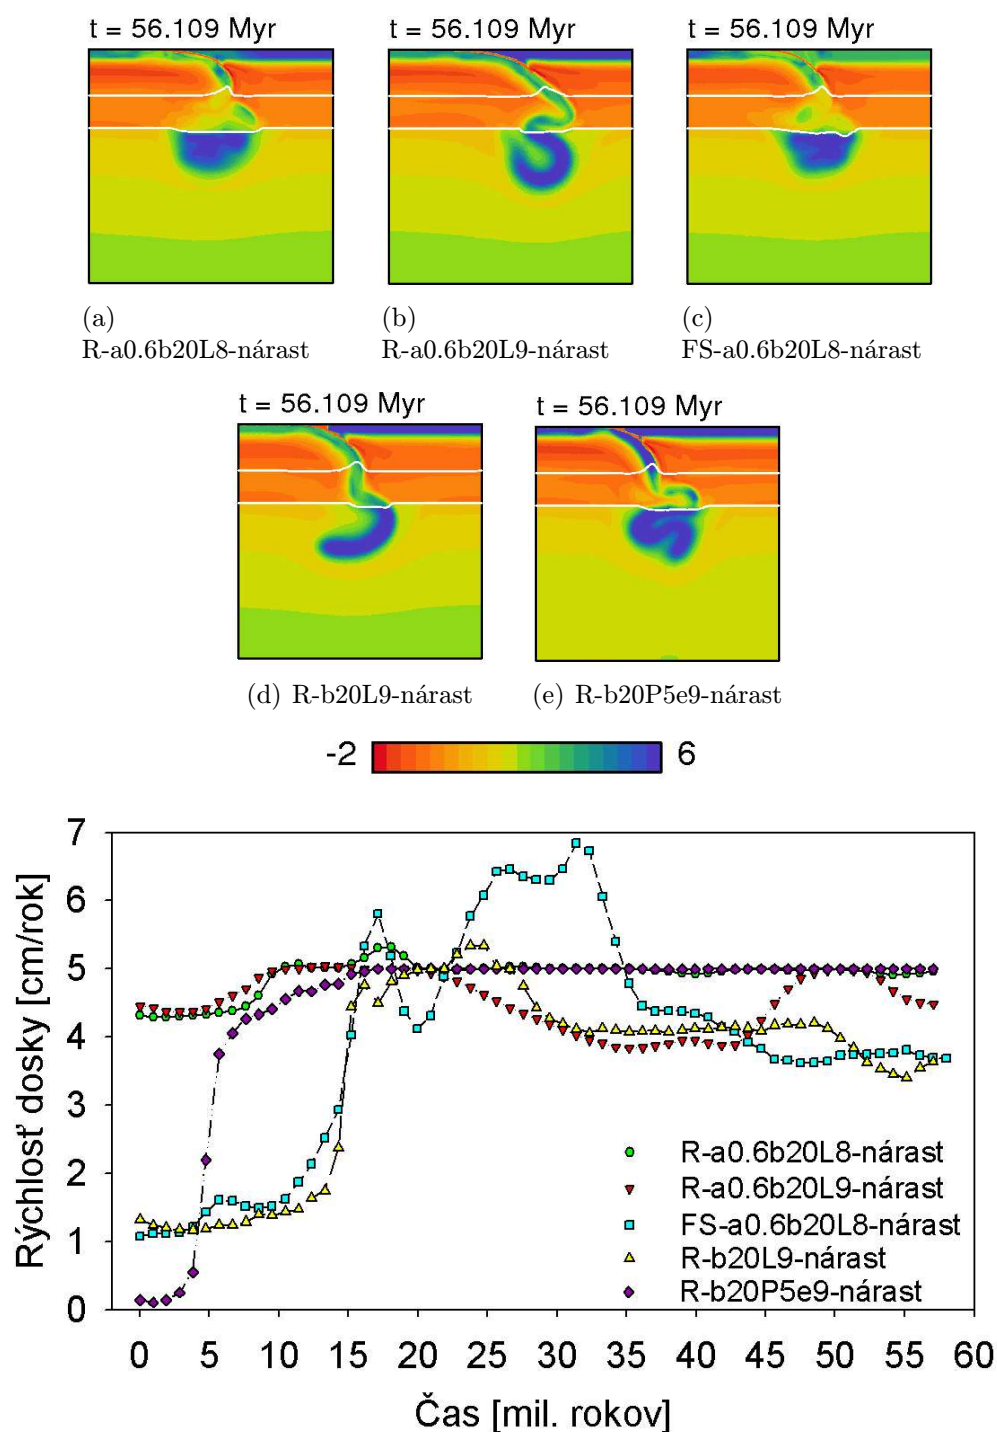 t = 56.109 Myr
t = 56.109 Myr
t = 56.109 Myr
(a)
R-a0.6b20L8-nárast
(b)
R-a0.6b20L9-nárast
(c)
FS-a0.6b20L8-nárast
t = 56.109 Myr
t = 56.109 Myr
(d) R-b20L9-nárast
(e) R-b20P5e9-nárast
-2
6
Rýchlosť dosky [cm/rok]
7
6
5
4
3
2
1
0
R-a0.6b20L8-nárast
R-a0.6b20L9-nárast
FS-a0.6b20L8-nárast
R-b20L9-nárast
R-b20P5e9-nárast
0 5 10 15 20 25 30 35 40 45 50 55 60
Čas [mil. rokov]